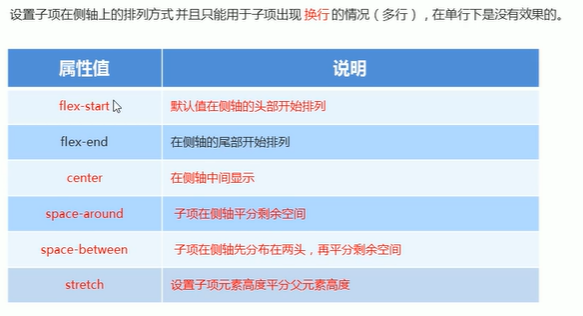 设置子项在侧轴上的排列方式 并且只能用于子项出现 换行 的情况（多行），在单行下是没有效果的。
属性值 说明
flex-start 默认值在侧轴的头部开始排列
flex-end 在侧轴的尾部开始排列
center 在侧轴中间显示
space-around 子项在侧轴平分剩余空间
space-between 子项在侧轴先分布在两头，再平分剩余空间
stretch 设置子项元素高度平分父元素高度